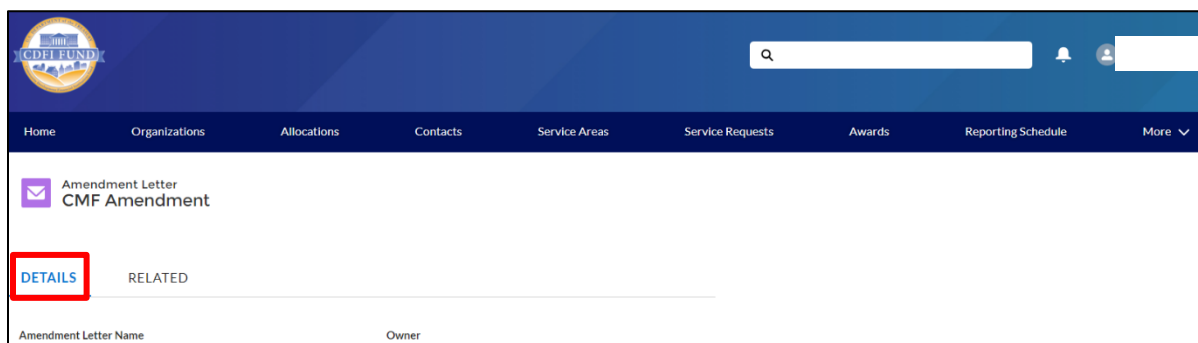 CDFI FUND
Home Organizations Allocations Contacts Service Areas Service Requests Awards Reporting Schedule More
Amendment Letter
CMF Amendment
DETAILS RELATED
Amendment Letter Name Owner